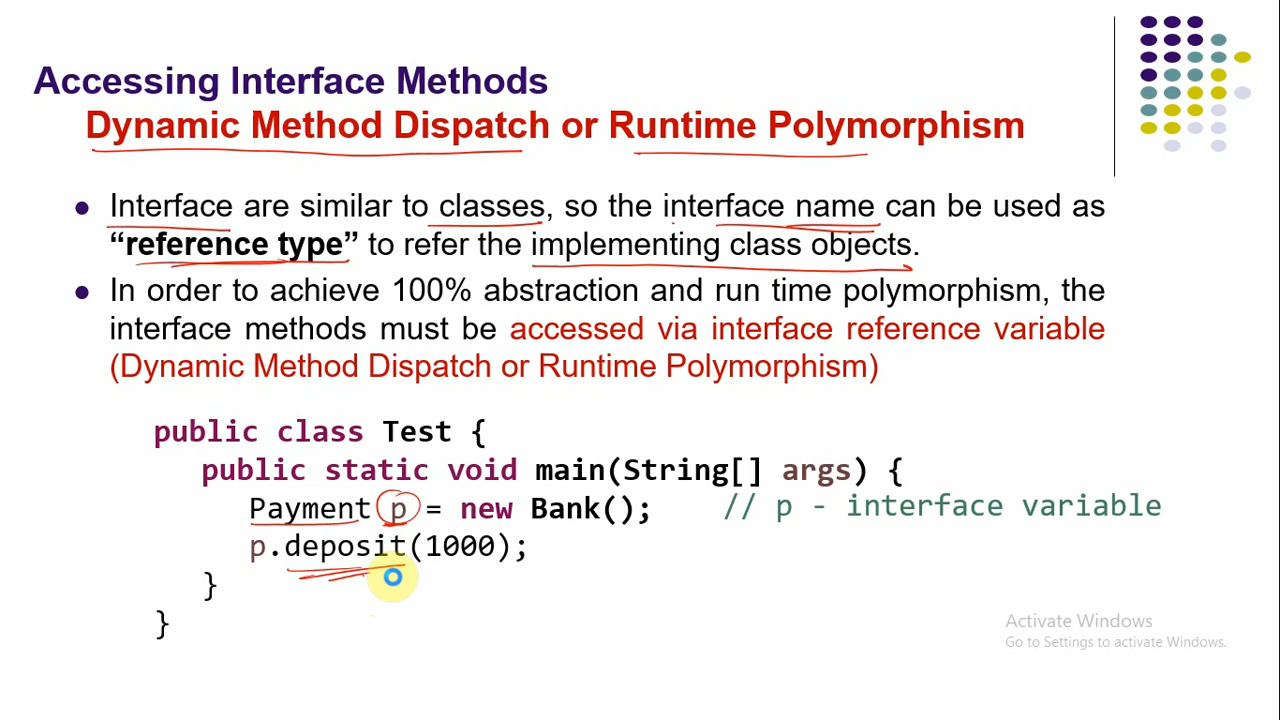 Accessing Interface Methods
Dynamic Method Dispatch or Runtime Polymorphism
Interface are similar to classes, so the interface name can be used as
“reference type” to refer the implementing class objects.
In order to achieve 100% abstraction and run time polymorphism, the
interface methods must be accessed via interface reference variable
(Dynamic Method Dispatch or Runtime Polymorphism)
public class Test {
public static void main(String[] args) {
Payment p = new Bank(); // p - interface variable
p.deposit(1000);
}
}
Activate Windows
Go to Settings to activate Windows.